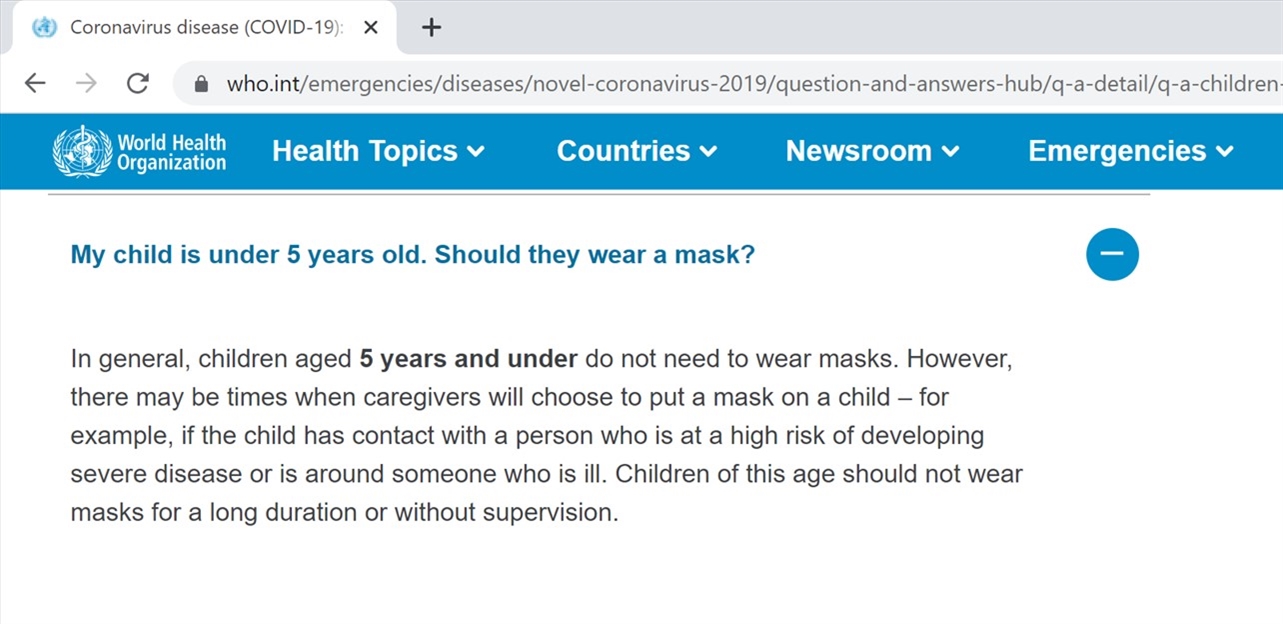 Coronavirus disease (COVID-19):
who.int/emergencies/diseases/novel-coronavirus-2019/question-and-answers-hub/q-a-detail/q-a-children-
World Health
Organization
Health Topics
Countries
Newsroom
Emergencies
My child is under 5 years old. Should they wear a mask?
In general, children aged 5 years and under do not need to wear masks. However,
there may be times when caregivers will choose to put a mask on a child – for
example, if the child has contact with a person who is at a high risk of developing
severe disease or is around someone who is ill. Children of this age should not wear
masks for a long duration or without supervision.